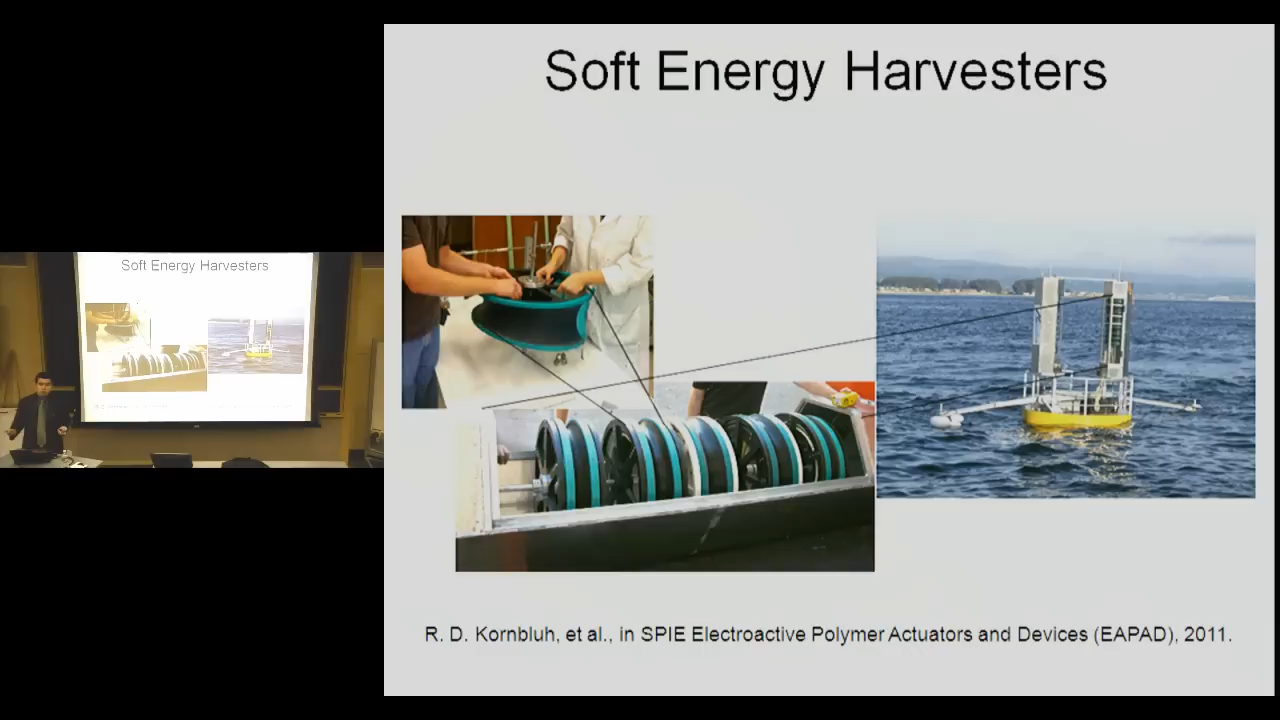 Soft Energy Harvesters
R. D. Kornbluh, et al., in SPIE Electroactive Polymer Actuators and Devices (EAPAD), 2011.
Soft Energy Harvesters